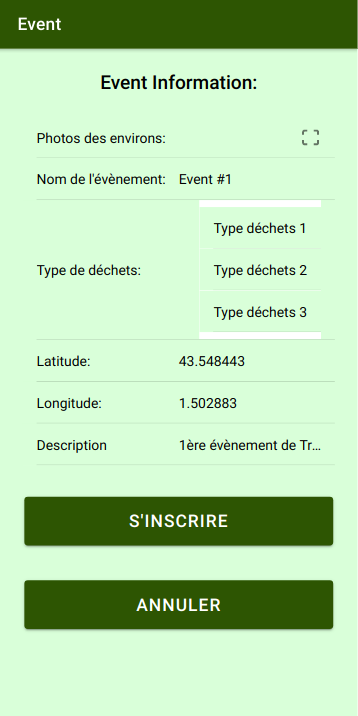 Event
Event Information:
Photos des environs:
Nom de l'évènement: Event #1
Type de déchets:
Type déchets 1
Type déchets 2
Type déchets 3
Latitude: 43.548443
Longitude: 1.502883
Description 1ère évènement de Tr...
S'INSCRIRE
ANNULER